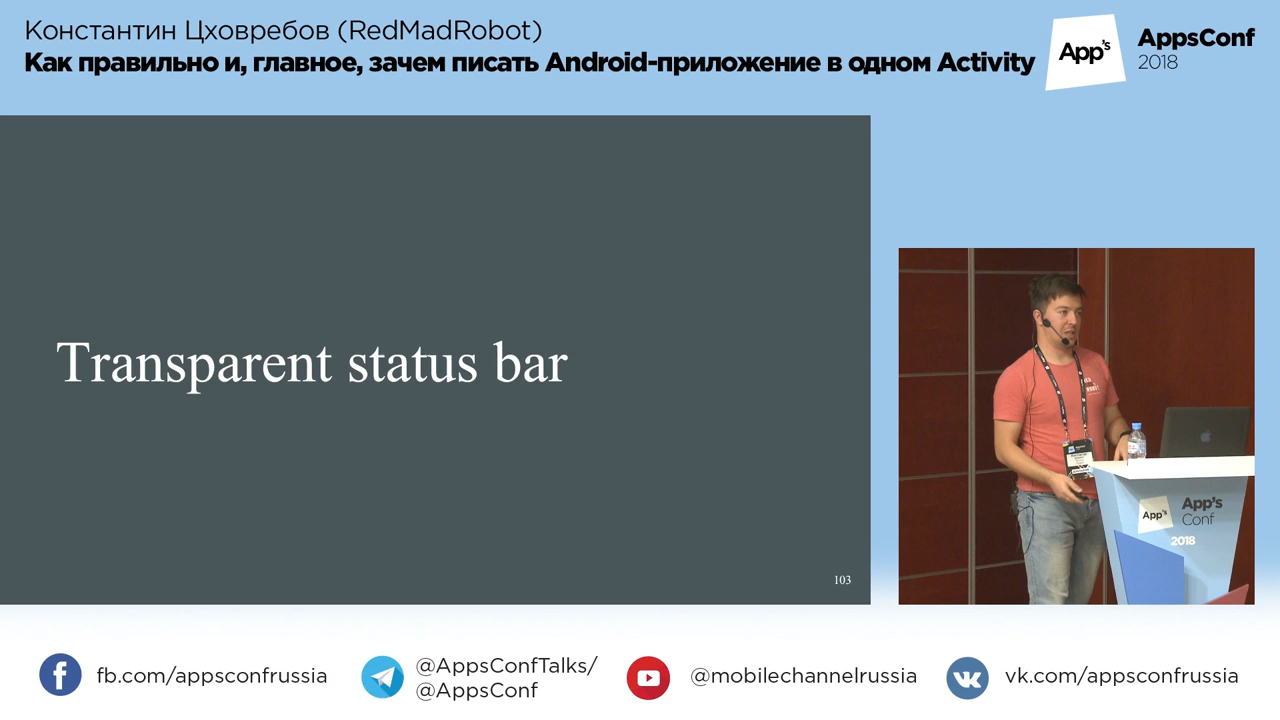 Константин Цховребов (RedMadRobot)
Как правильно и, главное, зачем писать Android-приложение в одном Activity
App's
AppsConf
2018
Transparent status bar
103
App's
App's
Conf
2018
fb.com/appsconfrussia
@AppsConfTalks/
@AppsConf
@mobilechannelrussia
vk.com/appsconfrussia